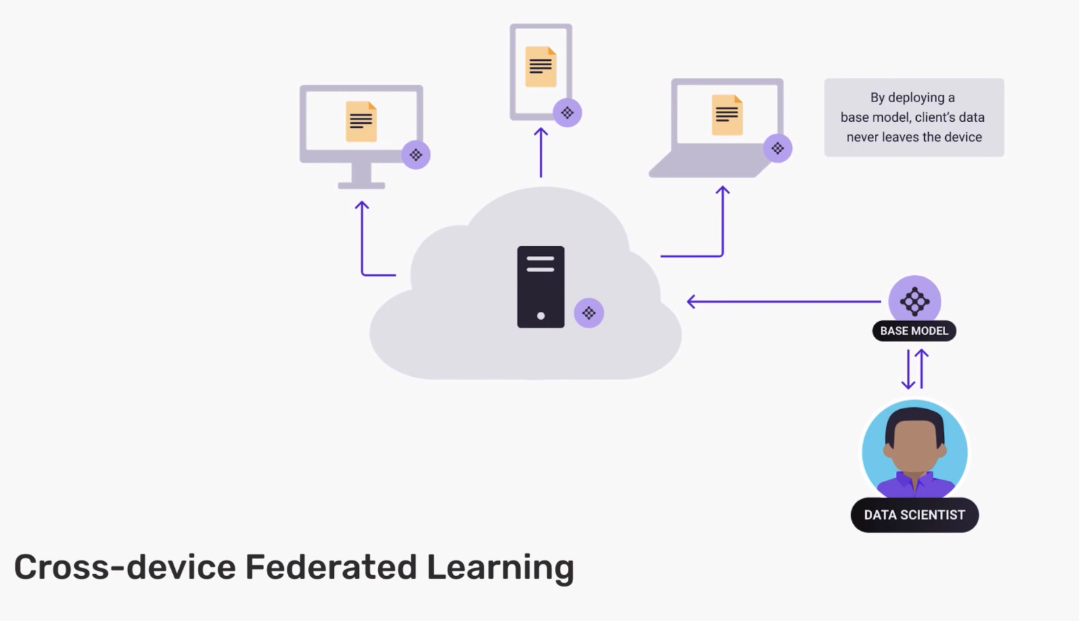 By deploying a
base model, client's data
never leaves the device
BASE MODEL
DATA SCIENTIST
Cross-device Federated Learning